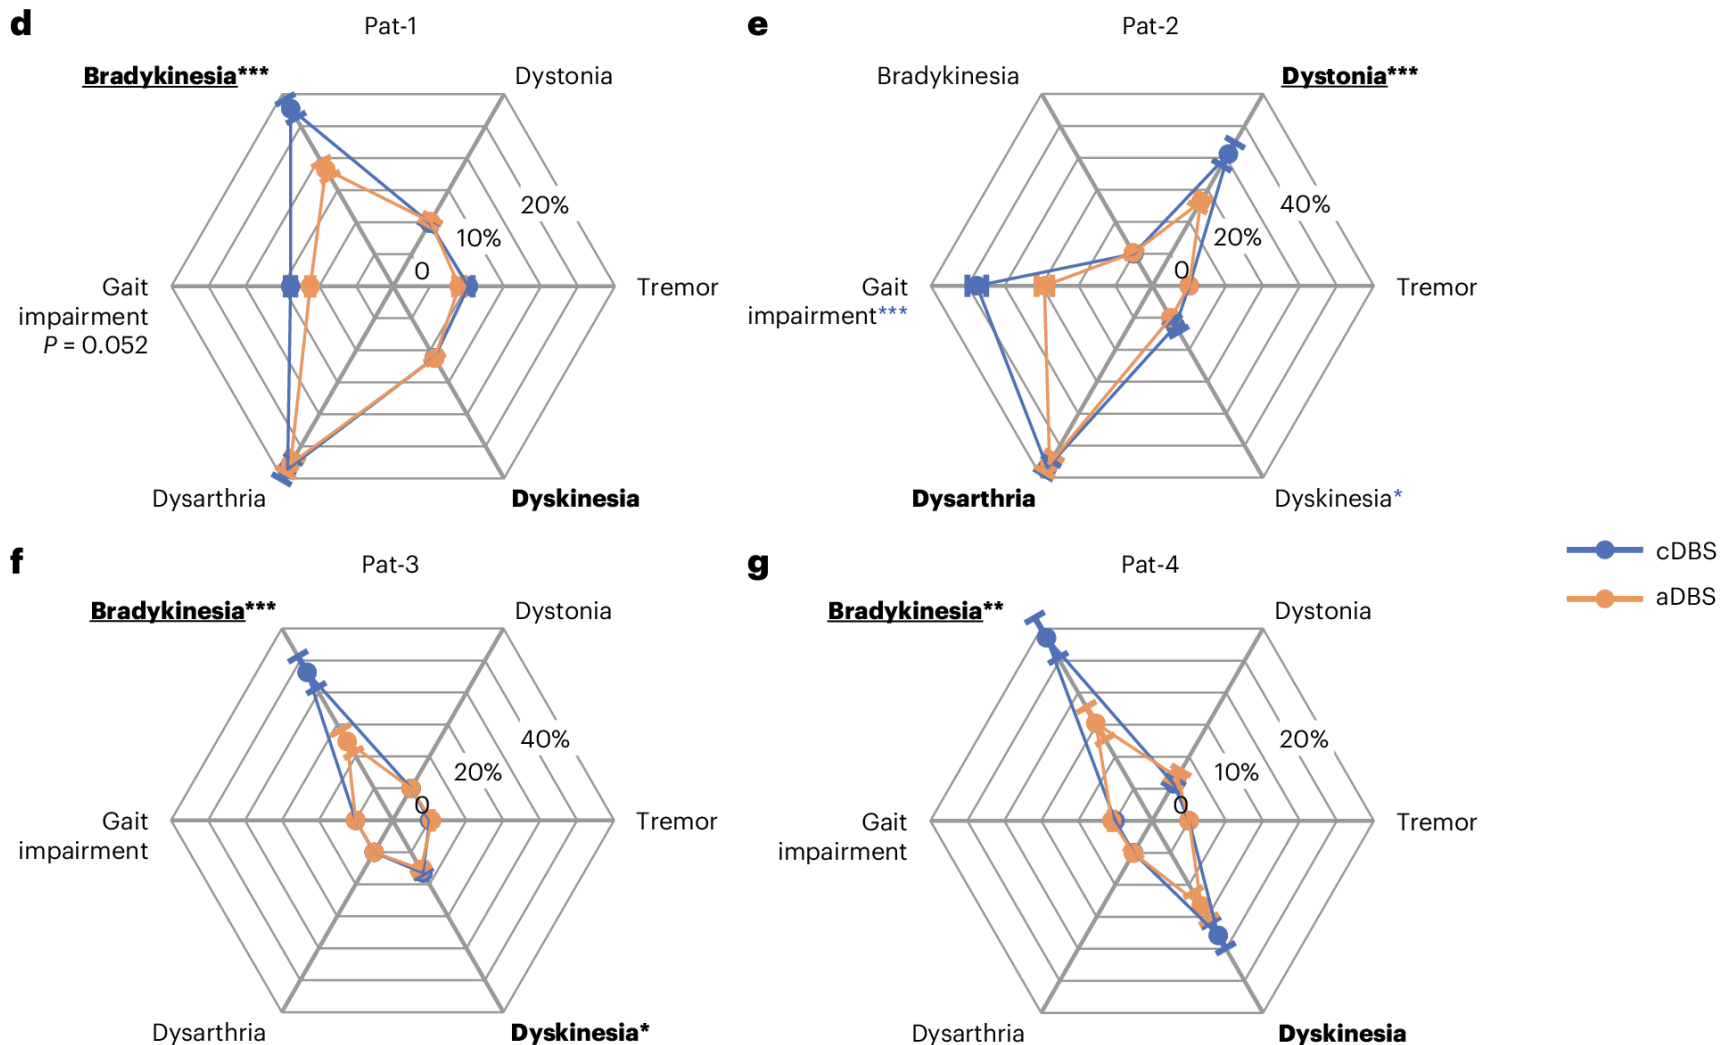 d
Pat-1
Bradykinesia***
Dystonia
20%
10%
0
Gait
impairment
P = 0.052
Tremor
Dysarthria
Dyskinesia
e
Pat-2
Bradykinesia
Dystonia***
40%
20%
0
Gait
impairment***
Tremor
Dysarthria
Dyskinesia*
f
Pat-3
Bradykinesia***
Dystonia
40%
20%
0
Gait
impairment
Tremor
Dysarthria
Dyskinesia*
g
Pat-4
Bradykinesia**
Dystonia
20%
10%
0
Gait
impairment
Tremor
Dysarthria
Dyskinesia
cDBS
aDBS